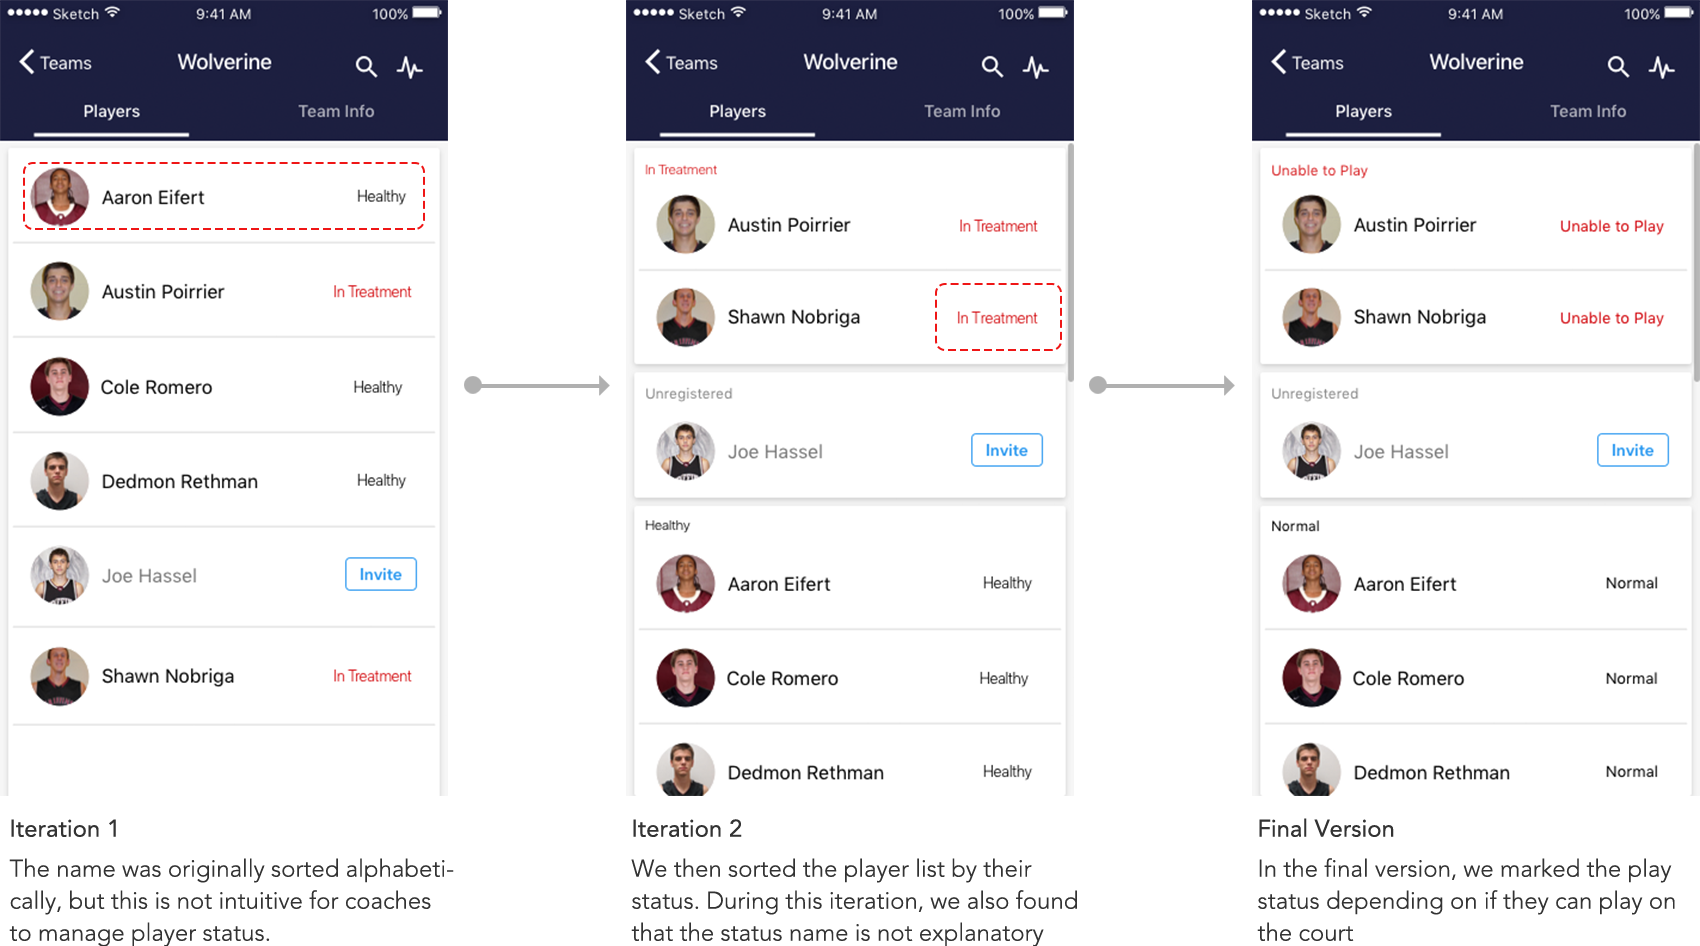 Sketch 9:41 AM 100%
Teams Wolverine
Players Team Info
Aaron Eifert Healthy
Austin Poirrier In Treatment
Cole Romero Healthy
Dedmon Rethman Healthy
Joe Hassel Invite
Shawn Nobriga In Treatment
Iteration 1
The name was originally sorted alphabeti-
cally, but this is not intuitive for coaches
to manage player status.
Sketch 9:41 AM 100%
Teams Wolverine
Players Team Info
In Treatment
Austin Poirrier In Treatment
Shawn Nobriga In Treatment
Unregistered
Joe Hassel Invite
Healthy
Aaron Eifert Healthy
Cole Romero Healthy
Dedmon Rethman Healthy
Iteration 2
We then sorted the player list by their
status. During this iteration, we also found
that the status name is not explanatory
Sketch 9:41 AM 100%
Teams Wolverine
Players Team Info
Unable to Play
Austin Poirrier Unable to Play
Shawn Nobriga Unable to Play
Unregistered
Joe Hassel Invite
Normal
Aaron Eifert Normal
Cole Romero Normal
Dedmon Rethman Normal
Final Version
In the final version, we marked the play
status depending on if they can play on
the court